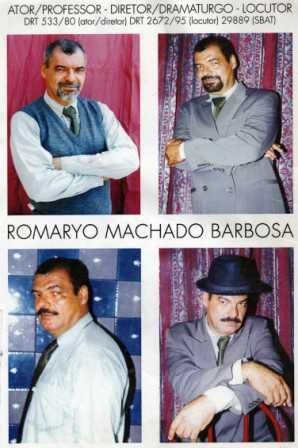 ATOR/PROFESSOR - DIRETOR/DRAMATURGO - LOCUTOR
DRT 533/80 (ator/diretor) DRT 2672/95 (locutor) 29889 (SBAT)
ROMARYO MACHADO BARBOSA